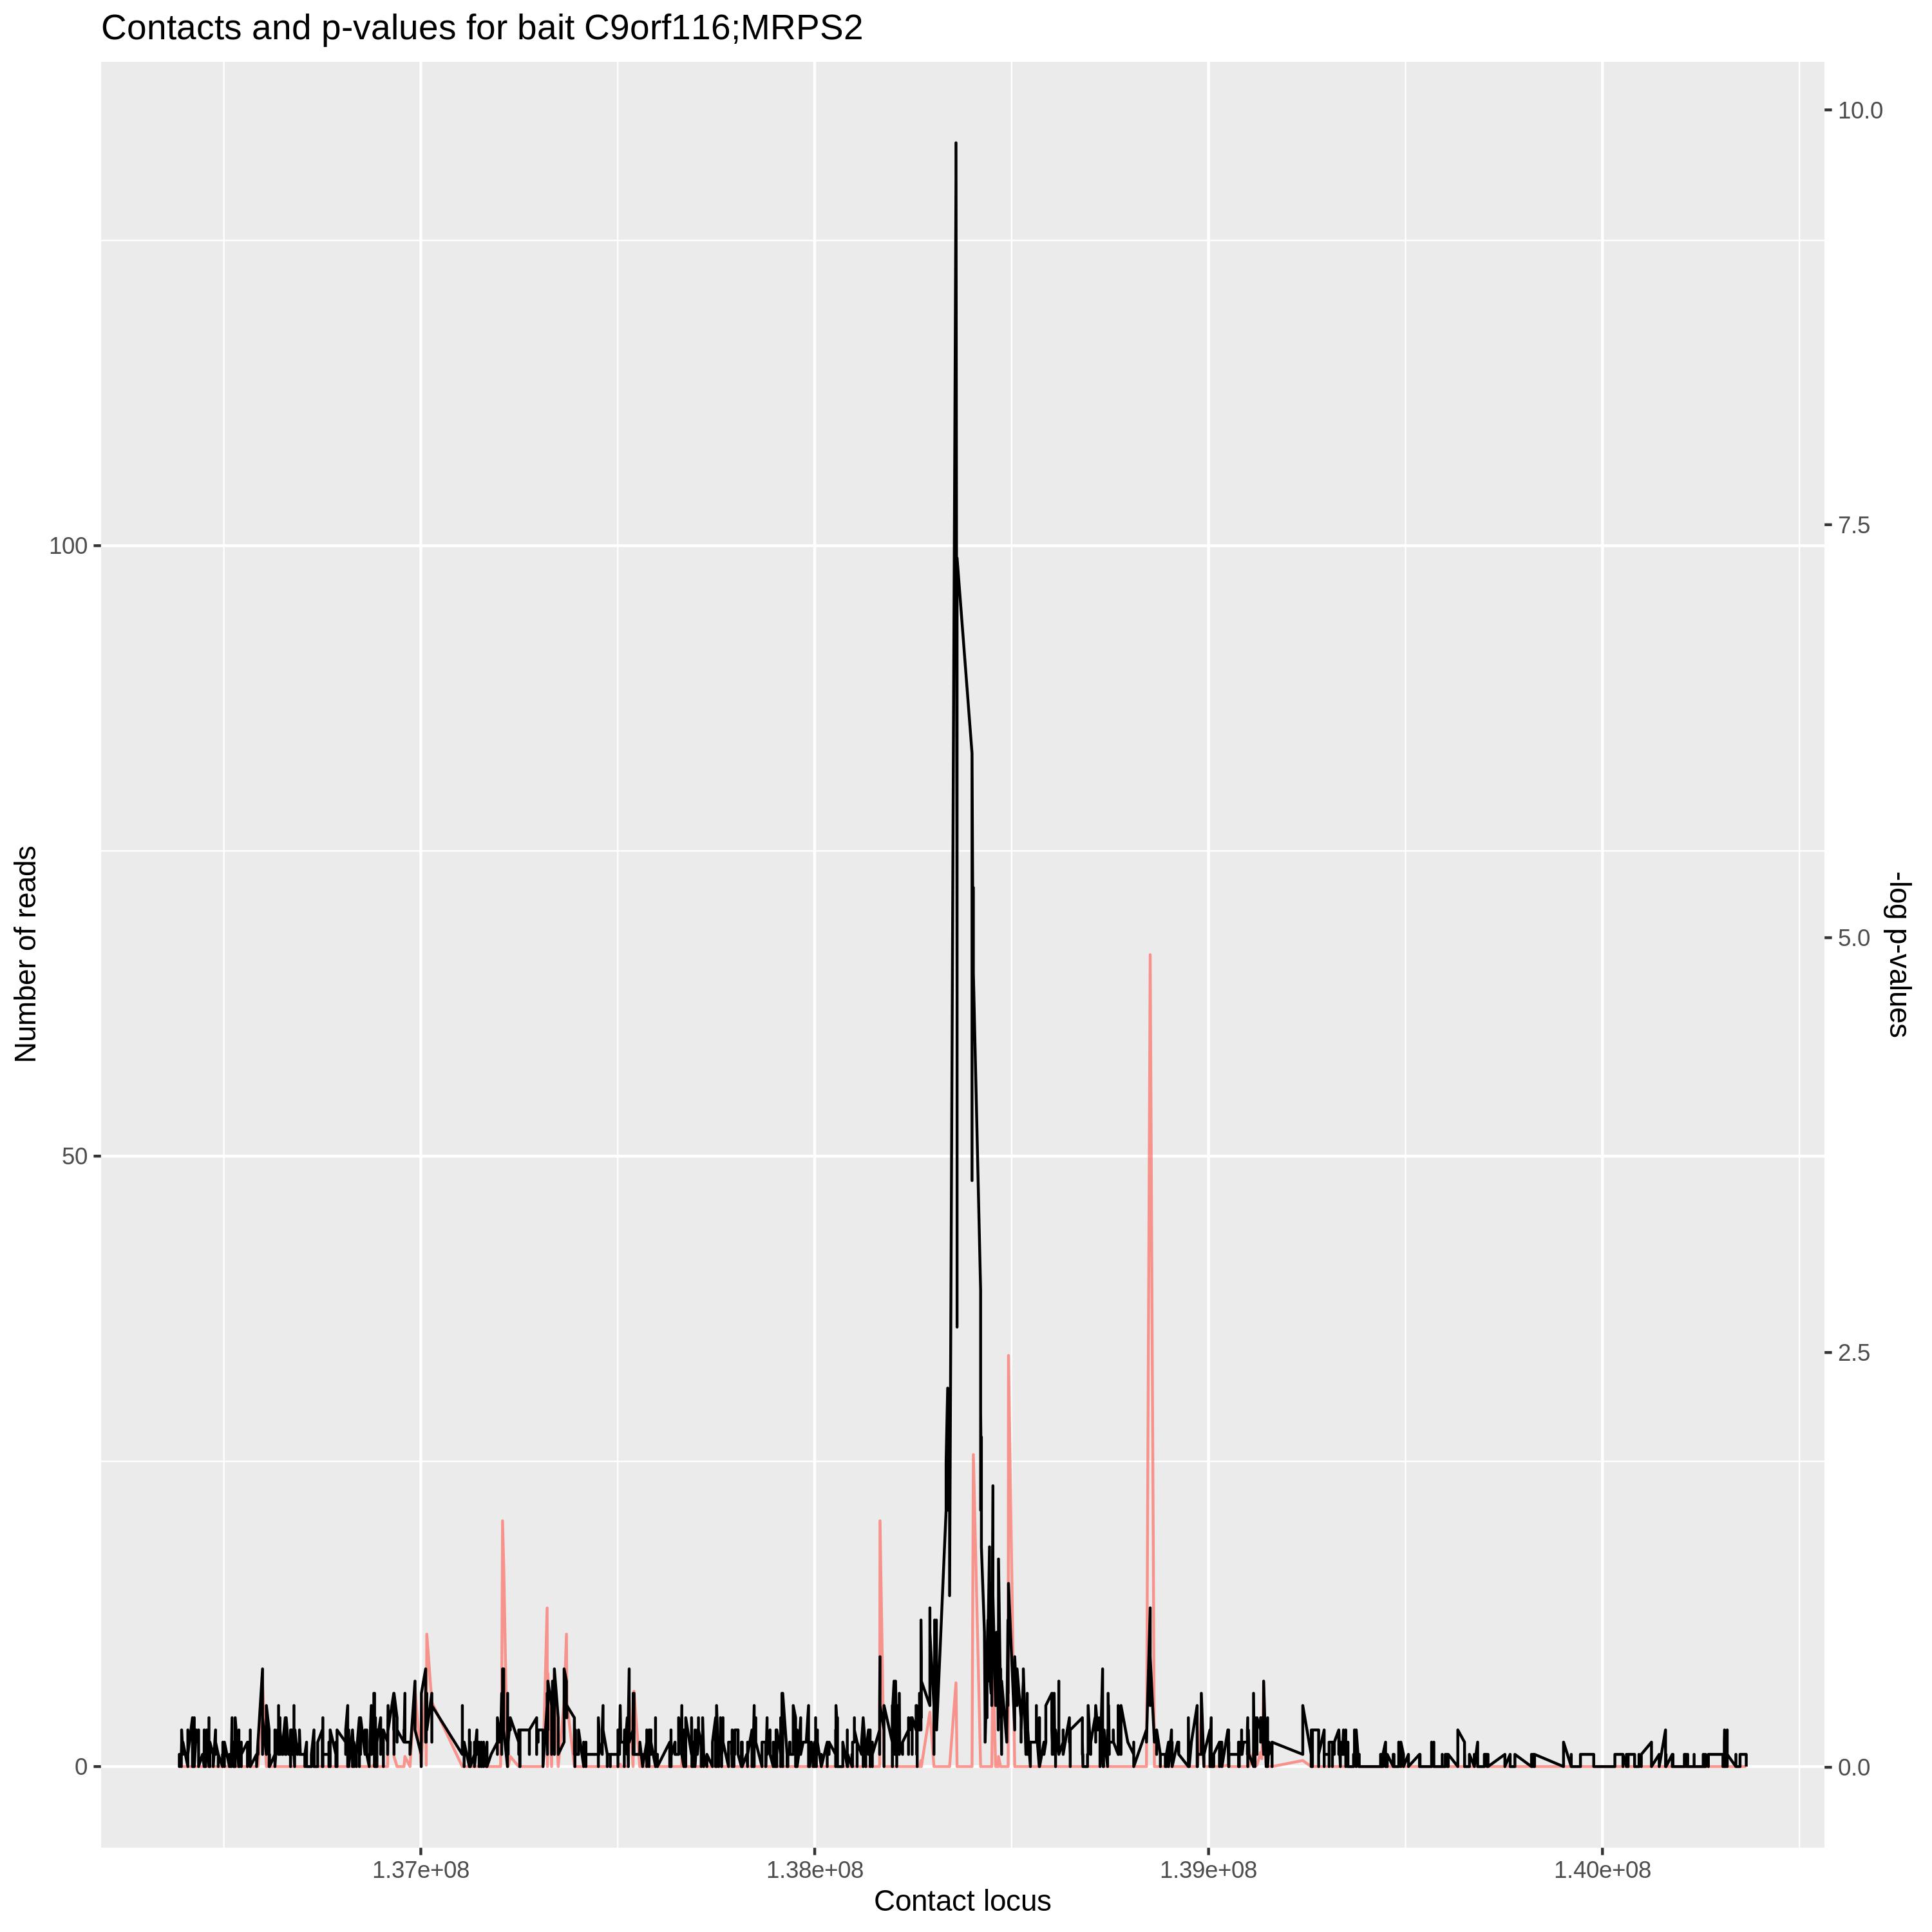 Contacts and p-values for bait C9orf116;MRPS2
Number of reads
100
50
0
10.0
7.5
5.0
2.5
0.0
-log p-values
1.37e+08
1.38e+08
1.39e+08
1.40e+08
Contact locus